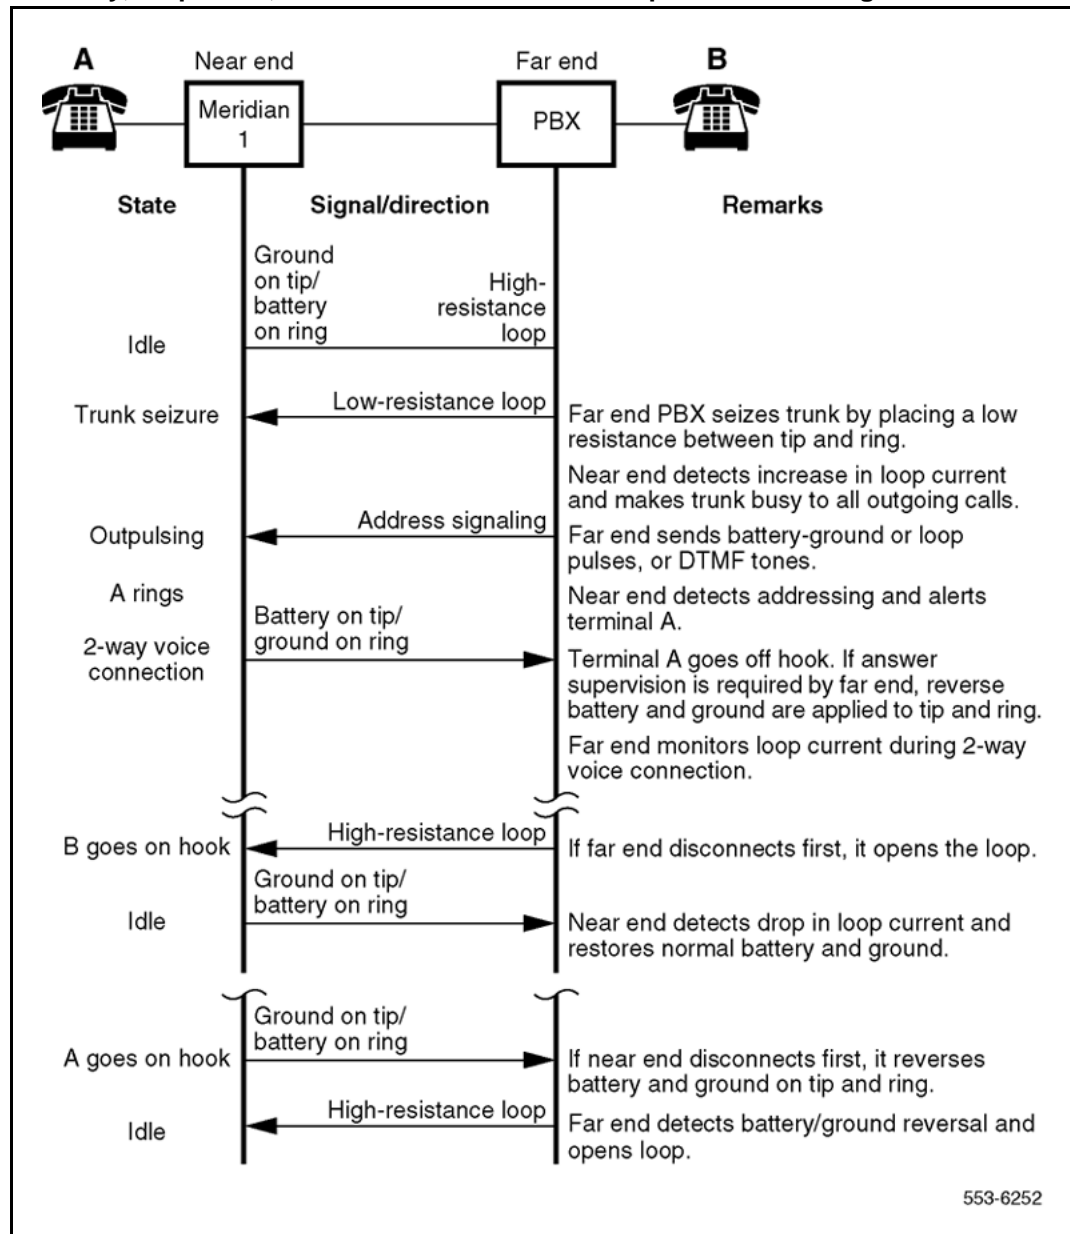 A Near end Far end B
Meridian
1
PBX
State Signal/direction Remarks
Ground
on tip/
battery
on ring
High-
resistance
loop
Idle
Low-resistance loop
Trunk seizure
Far end PBX seizes trunk by placing a low
resistance between tip and ring.
Near end detects increase in loop current
and makes trunk busy to all outgoing calls.
Address signaling
Outpulsing
Far end sends battery-ground or loop
pulses, or DTMF tones.
A rings
Near end detects addressing and alerts
terminal A.
Battery on tip/
ground on ring
2-way voice
connection
Terminal A goes off hook. If answer
supervision is required by far end, reverse
battery and ground are applied to tip and ring.
Far end monitors loop current during 2-way
voice connection.
High-resistance loop
B goes on hook
If far end disconnects first, it opens the loop.
Ground on tip/
battery on ring
Idle
Near end detects drop in loop current and
restores normal battery and ground.
Ground on tip/
battery on ring
A goes on hook
If near end disconnects first, it reverses
battery and ground on tip and ring.
High-resistance loop
Idle
Far end detects battery/ground reversal and
opens loop.
553-6252